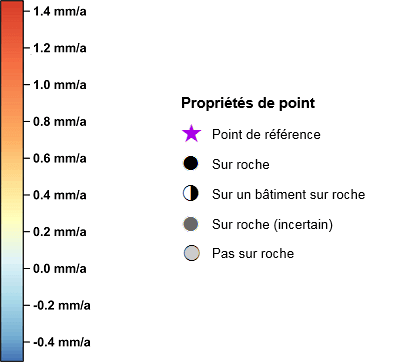 1.4 mm/a
1.2 mm/a
1.0 mm/a
0.8 mm/a
0.6 mm/a
0.4 mm/a
0.2 mm/a
0.0 mm/a
-0.2 mm/a
-0.4 mm/a
Propriétés de point
Point de référence
Sur roche
Sur un bâtiment sur roche
Sur roche (incertain)
Pas sur roche